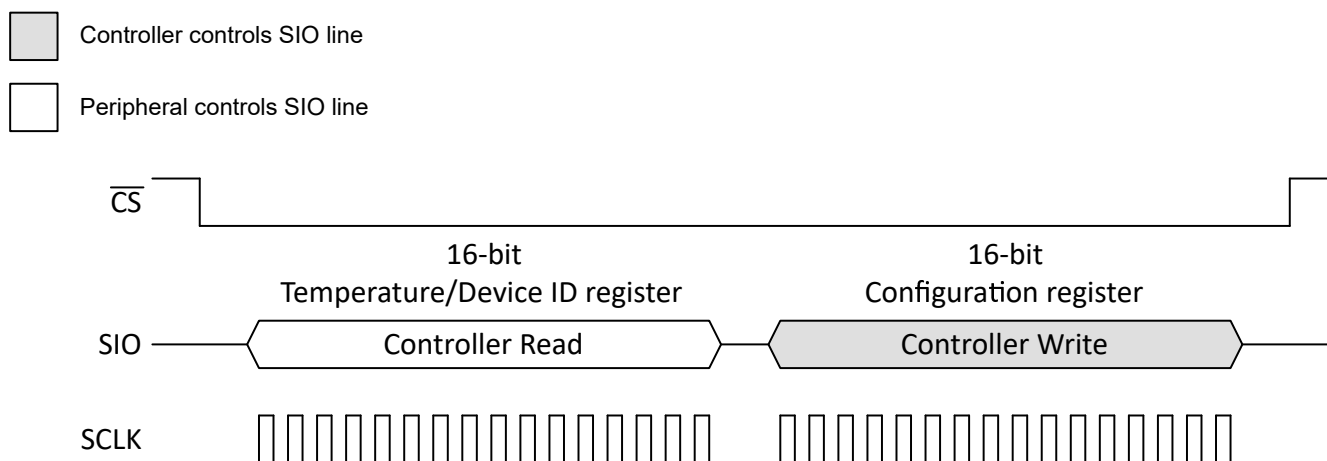 Controller controls SIO line
Peripheral controls SIO line
CS
16-bit
Temperature/Device ID register
16-bit
Configuration register
SIO
Controller Read
Controller Write
SCLK